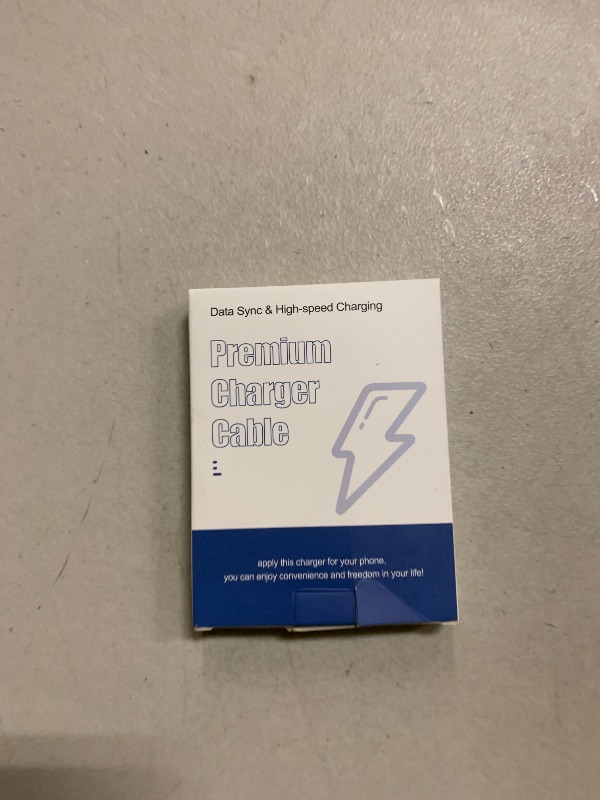 Data Sync & High-speed Charging
Premium
Charger
Cable
apply this charger for your phone,
you can enjoy convenience and freedom in your life!